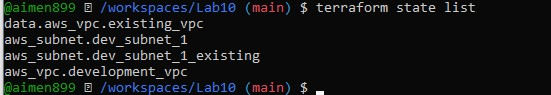 @aimen899 /workspaces/Lab10 (main) $ terraform state list
data.aws_vpc.existing_vpc
aws_subnet.dev_subnet_1
aws_subnet.dev_subnet_1_existing
aws_vpc.development_vpc
@aimen899 /workspaces/Lab10 (main) $